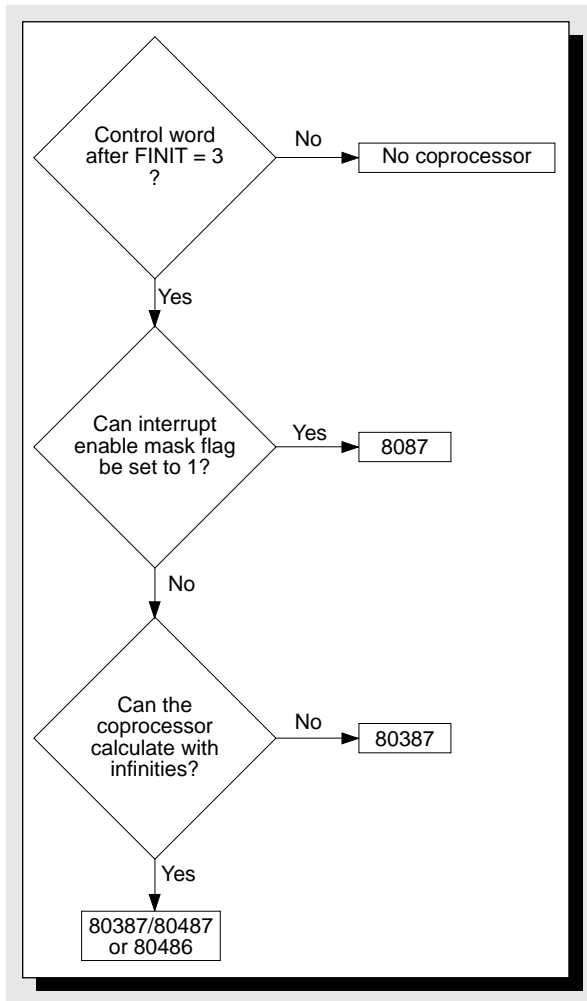 Control word
after FINIT = 3
?
No
No coprocessor
Yes
Can interrupt
enable mask flag
be set to 1?
Yes
8087
No
Can the
coprocessor
calculate with
infinities?
No
80387
Yes
80387/80487
or 80486